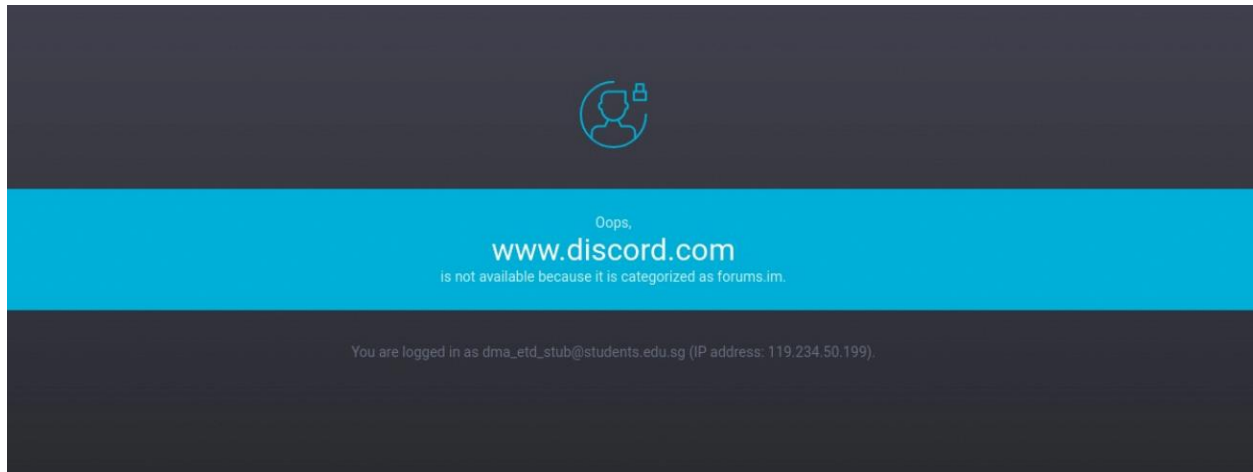 Oops,
www.discord.com
is not available because it is categorized as forums.im.
You are logged in as dma_etd_stub@students.edu.sg (IP address: 119.234.50.199).